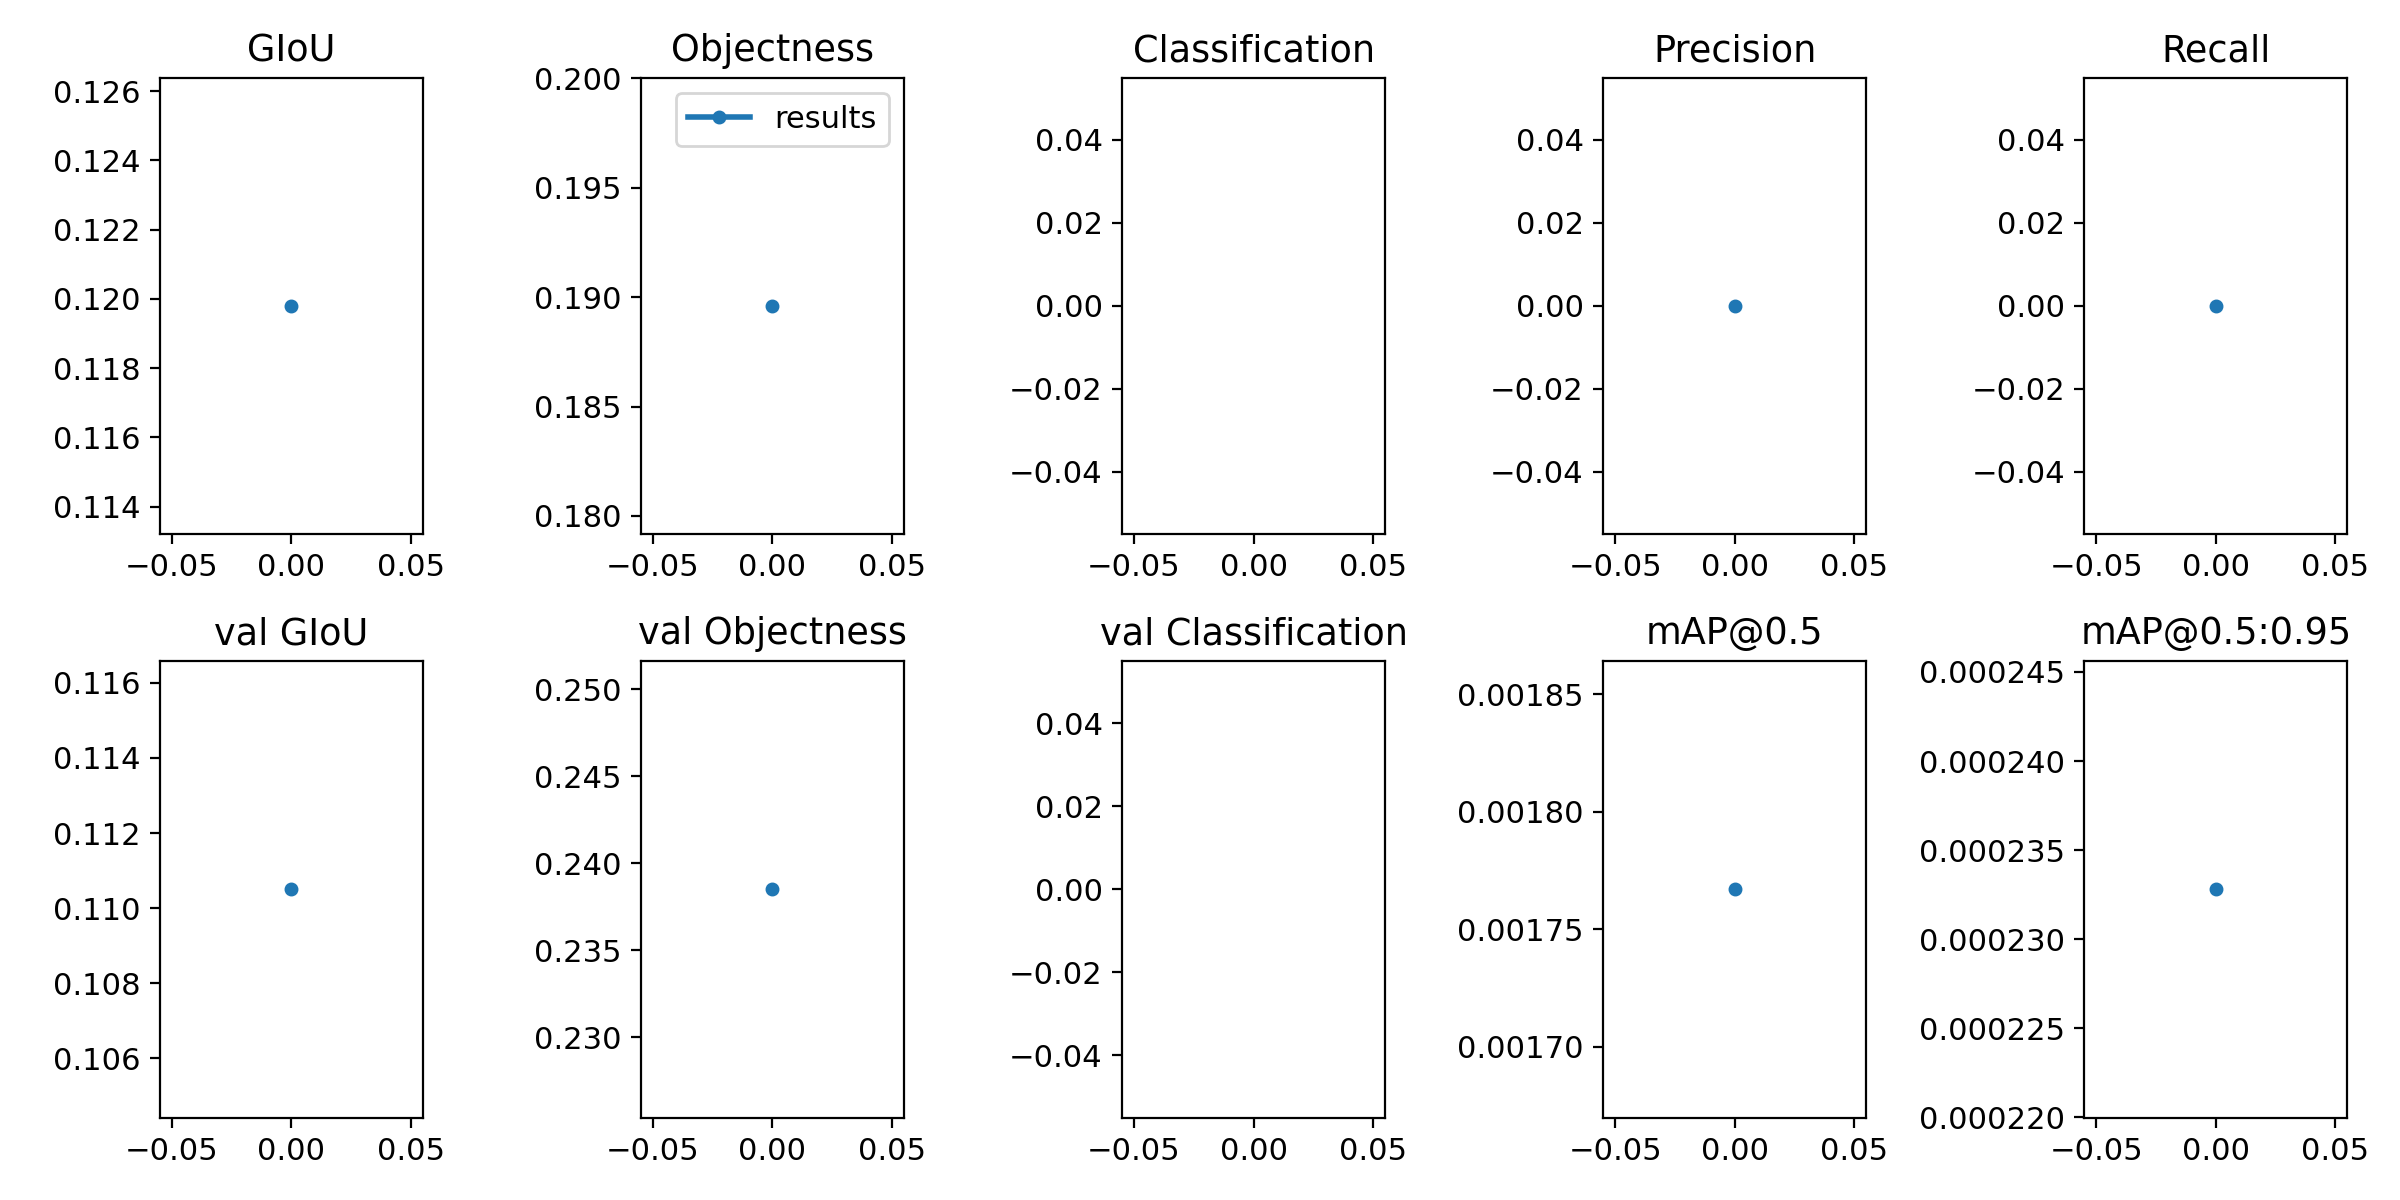 GIoU Objectness Classification Precision Recall
0.126 0.200
results
0.124 0.195 0.04 0.04 0.04
0.122 0.02 0.02 0.02
0.120 0.190 0.00 0.00 0.00
0.118 0.185 −0.02 −0.02 −0.02
0.116 −0.04 −0.04 −0.04
0.114 0.180
−0.05 0.00 0.05 −0.05 0.00 0.05 −0.05 0.00 0.05 −0.05 0.00 0.05 −0.05 0.00 0.05
val GIoU val Objectness val Classification mAP@0.5 mAP@0.5:0.95
0.116 0.250 0.00185 0.000245
0.114 0.245 0.04 0.000240
0.112 0.240 0.02 0.00180 0.000235
0.110 0.235 0.00 0.00175 0.000230
0.108 −0.02 0.000225
0.106 0.230 −0.04 0.00170 0.000220
−0.05 0.00 0.05 −0.05 0.00 0.05 −0.05 0.00 0.05 −0.05 0.00 0.05 −0.05 0.00 0.05